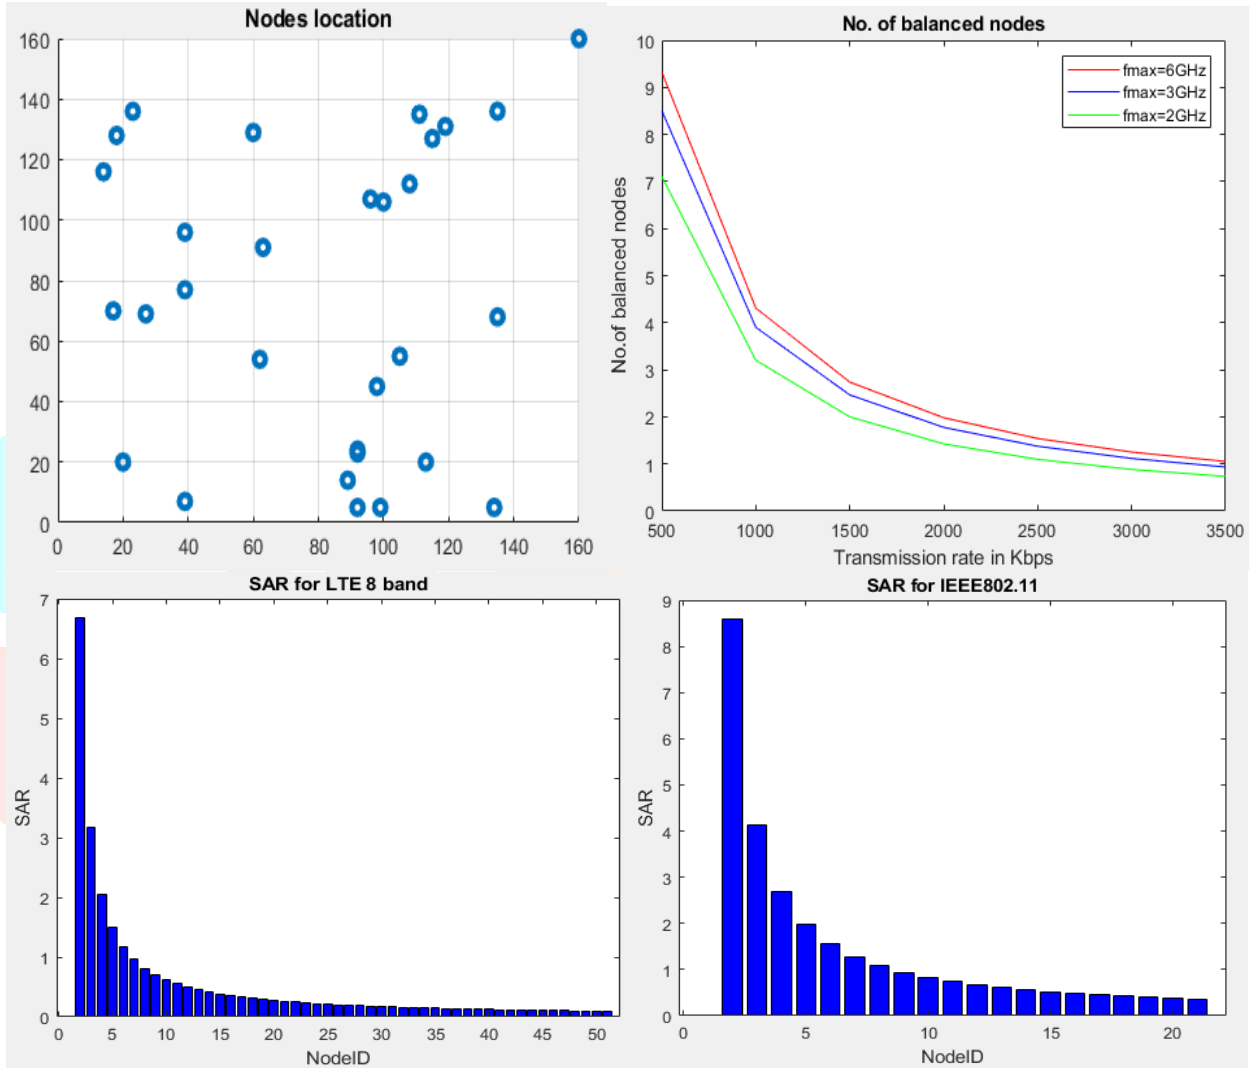 Nodes location
160
140
120
100
80
60
40
20
0
0 20 40 60 80 100 120 140 160
No. of balanced nodes
No.of balanced nodes
10
9
8
7
6
5
4
3
2
1
0
fmax=6GHz
fmax=3GHz
fmax=2GHz
500 1000 1500 2000 2500 3000 3500
Transmission rate in Kbps
SAR for LTE 8 band
SAR
7
6
5
4
3
2
1
0
0 5 10 15 20 25 30 35 40 45 50
NodeID
SAR for IEEE802.11
SAR
9
8
7
6
5
4
3
2
1
0
0 5 10 15 20
NodeID